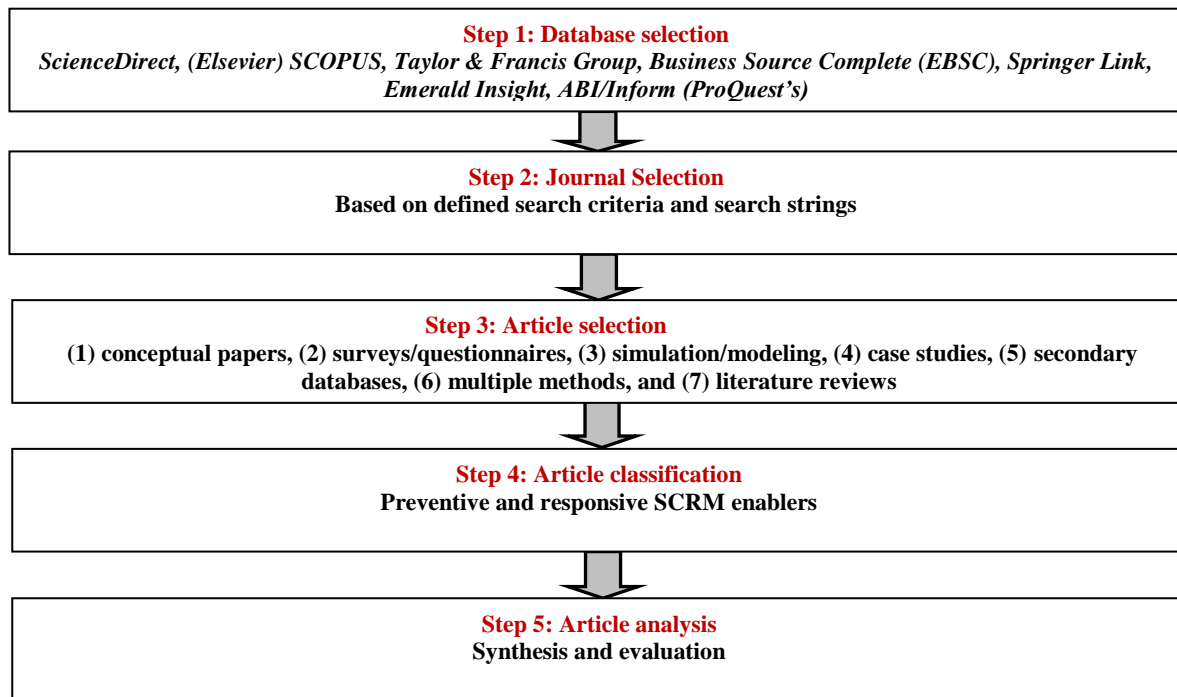 Step 1: Database selection
ScienceDirect, (Elsevier) SCOPUS, Taylor & Francis Group, Business Source Complete (EBSC), Springer Link,
Emerald Insight, ABI/Inform (ProQuest’s)
Step 2: Journal Selection
Based on defined search criteria and search strings
Step 3: Article selection
(1) conceptual papers, (2) surveys/questionnaires, (3) simulation/modeling, (4) case studies, (5) secondary
databases, (6) multiple methods, and (7) literature reviews
Step 4: Article classification
Preventive and responsive SCRM enablers
Step 5: Article analysis
Synthesis and evaluation